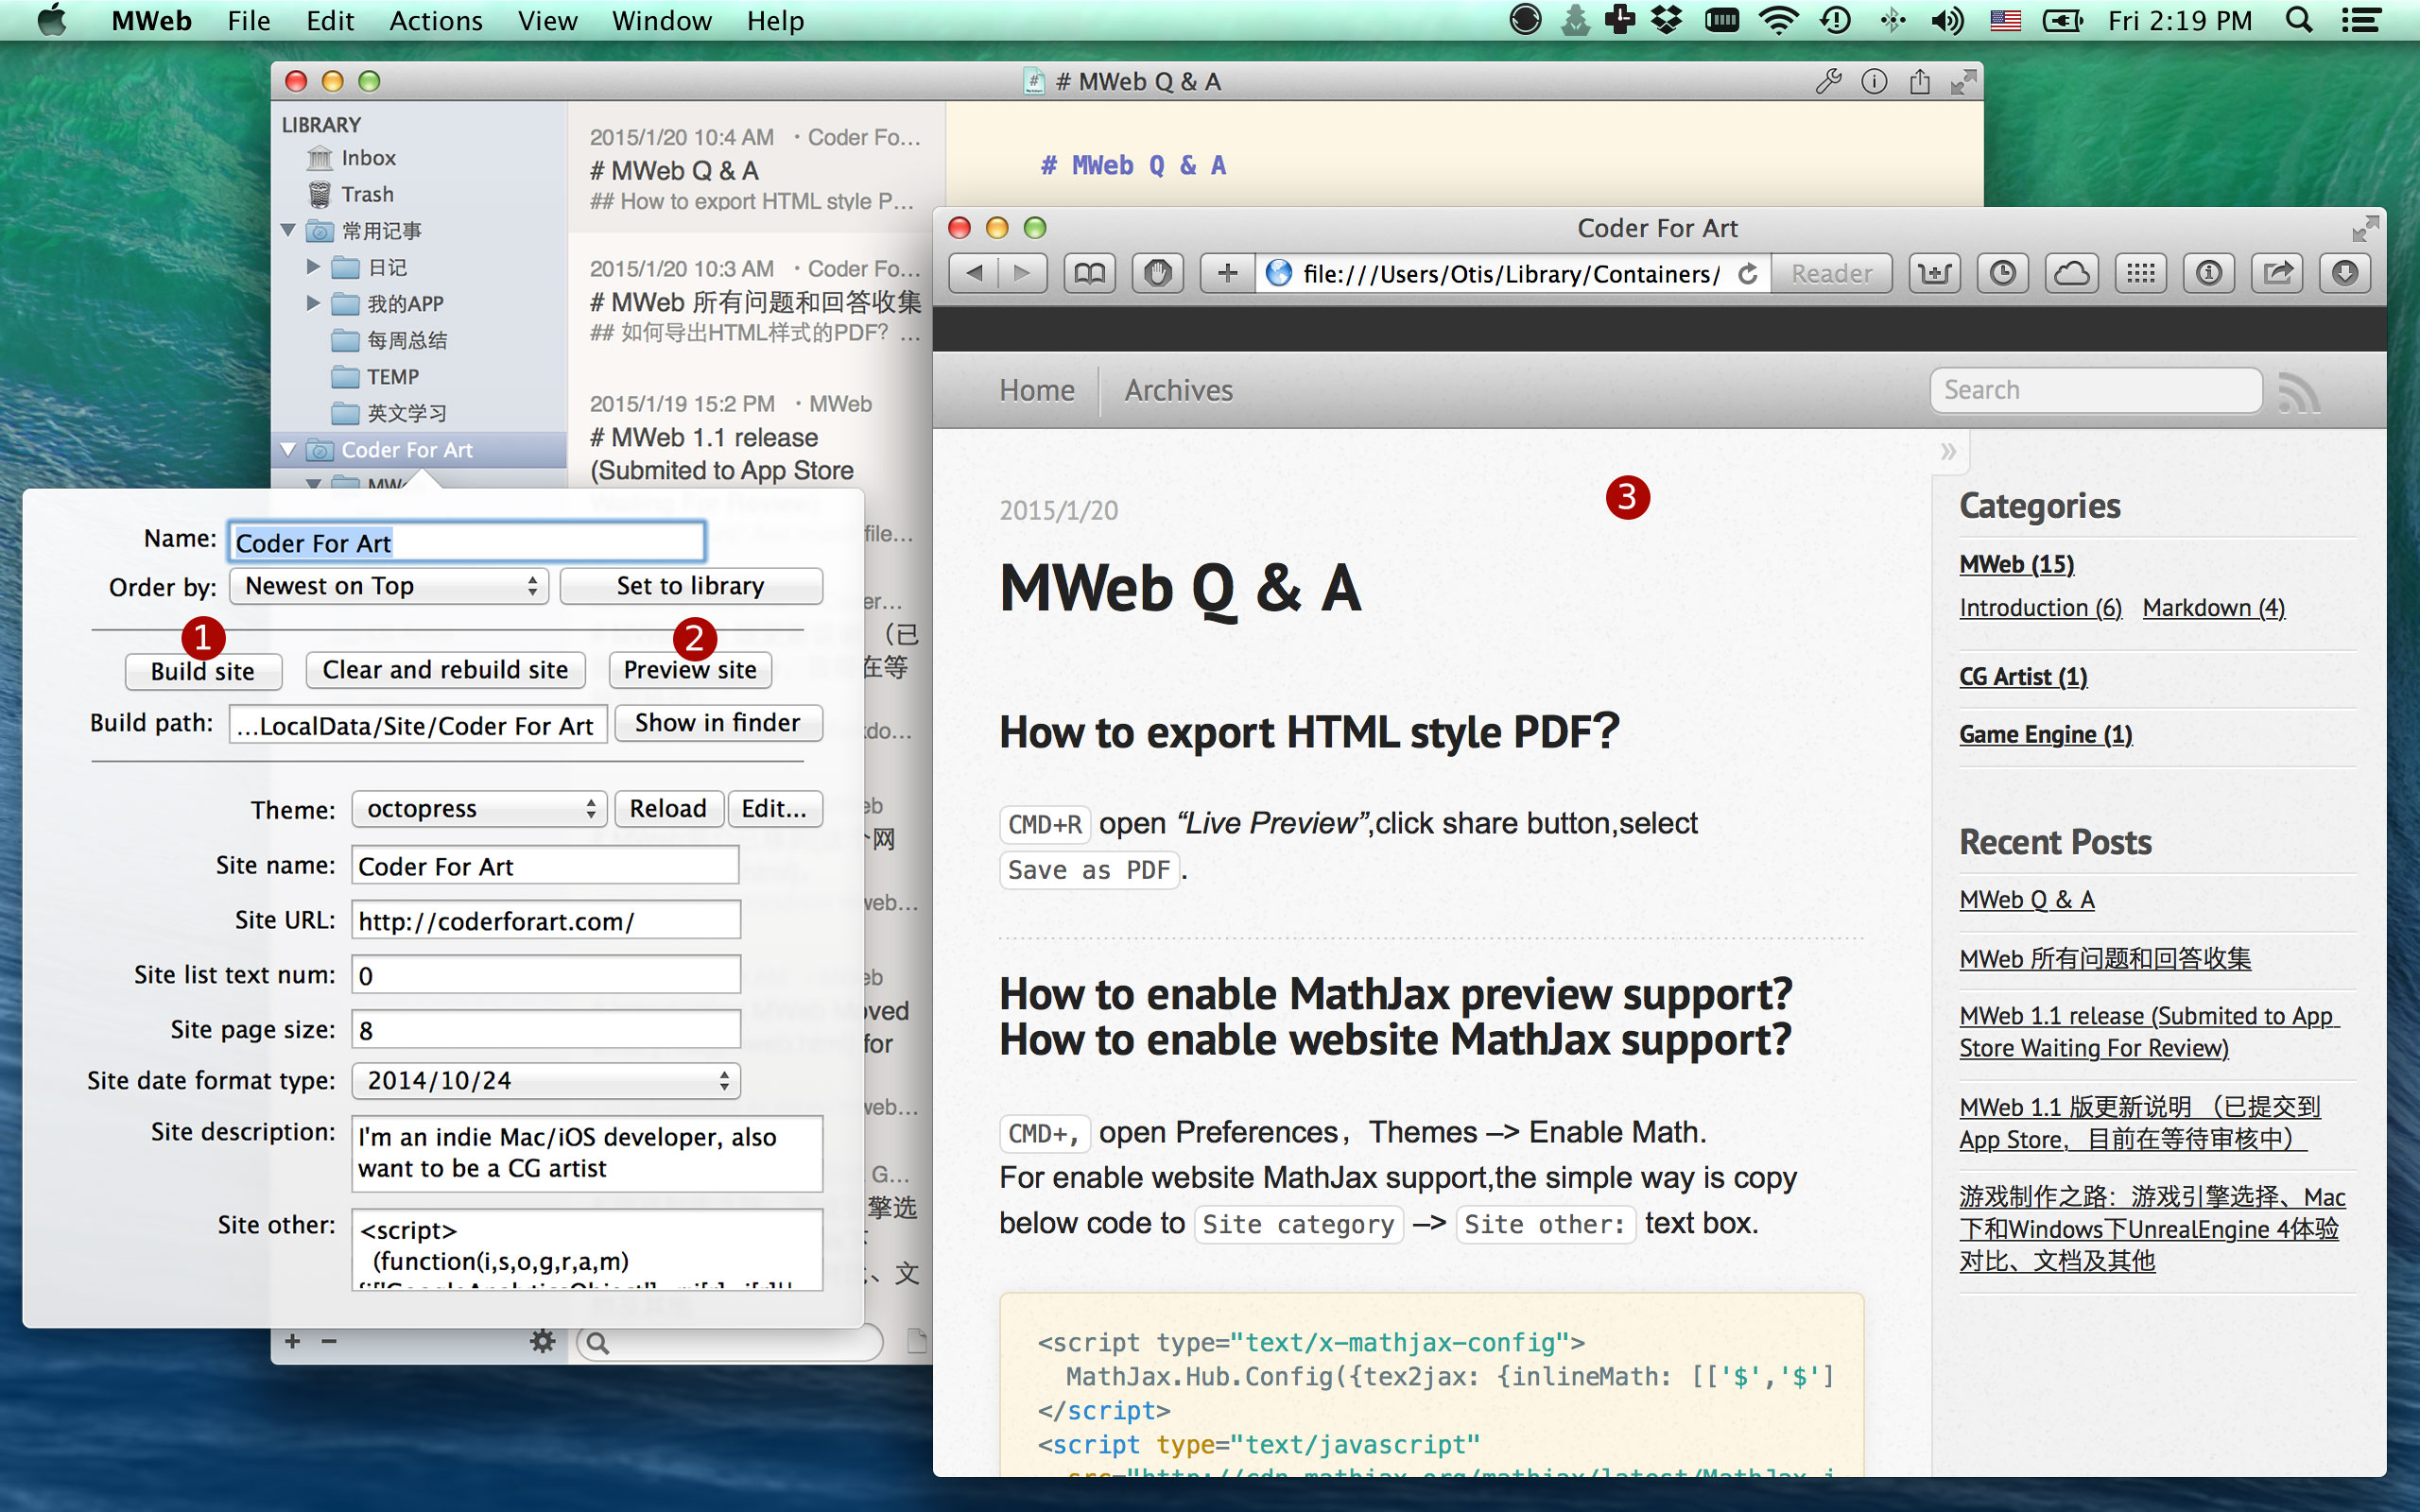 MWeb File Edit Actions View Window Help Fri 2:19 PM
# MWeb Q & A
LIBRARY
Inbox
Trash
常用记事
日记
我的APP
每周总结
TEMP
英文学习
Coder For Art
2015/1/20 10:4 AM ・Coder Fo...
# MWeb Q & A
## How to export HTML style P...
2015/1/20 10:3 AM ・Coder Fo...
# MWeb 所有问题和回答收集
## 如何导出HTML样式的PDF? ...
2015/1/19 15:2 PM ・MWeb
# MWeb 1.1 release
(Submited to App Store
# MWeb Q & A
Name: Coder For Art
Order by: Newest on Top Set to library
1 2
Build site Clear and rebuild site Preview site
Build path: ...LocalData/Site/Coder For Art Show in finder
Theme: octopress Reload Edit...
Site name: Coder For Art
Site URL: http://coderforart.com/
Site list text num: 0
Site page size: 8
Site date format type: 2014/10/24
Site description: I'm an indie Mac/iOS developer, also
want to be a CG artist
Site other: <script>
(function(i,s,o,g,r,a,m)
Coder For Art
file:///Users/Otis/Library/Containers/ Reader
Home Archives Search
3
2015/1/20
MWeb Q & A
How to export HTML style PDF?
CMD+R open “Live Preview”,click share button,select
Save as PDF.
How to enable MathJax preview support?
How to enable website MathJax support?
CMD+, open Preferences， Themes —> Enable Math.
For enable website MathJax support,the simple way is copy
below code to Site category —> Site other: text box.
<script type="text/x-mathjax-config">
MathJax.Hub.Config({tex2jax: {inlineMath: [['$','$']
</script>
<script type="text/javascript"
»
Categories
MWeb (15)
Introduction (6) Markdown (4)
CG Artist (1)
Game Engine (1)
Recent Posts
MWeb Q & A
MWeb 所有问题和回答收集
MWeb 1.1 release (Submited to App
Store Waiting For Review)
MWeb 1.1 版更新说明 （已提交到
App Store，目前在等待审核中）
游戏制作之路：游戏引擎选择、Mac
下和Windows下UnrealEngine 4体验
对比、文档及其他